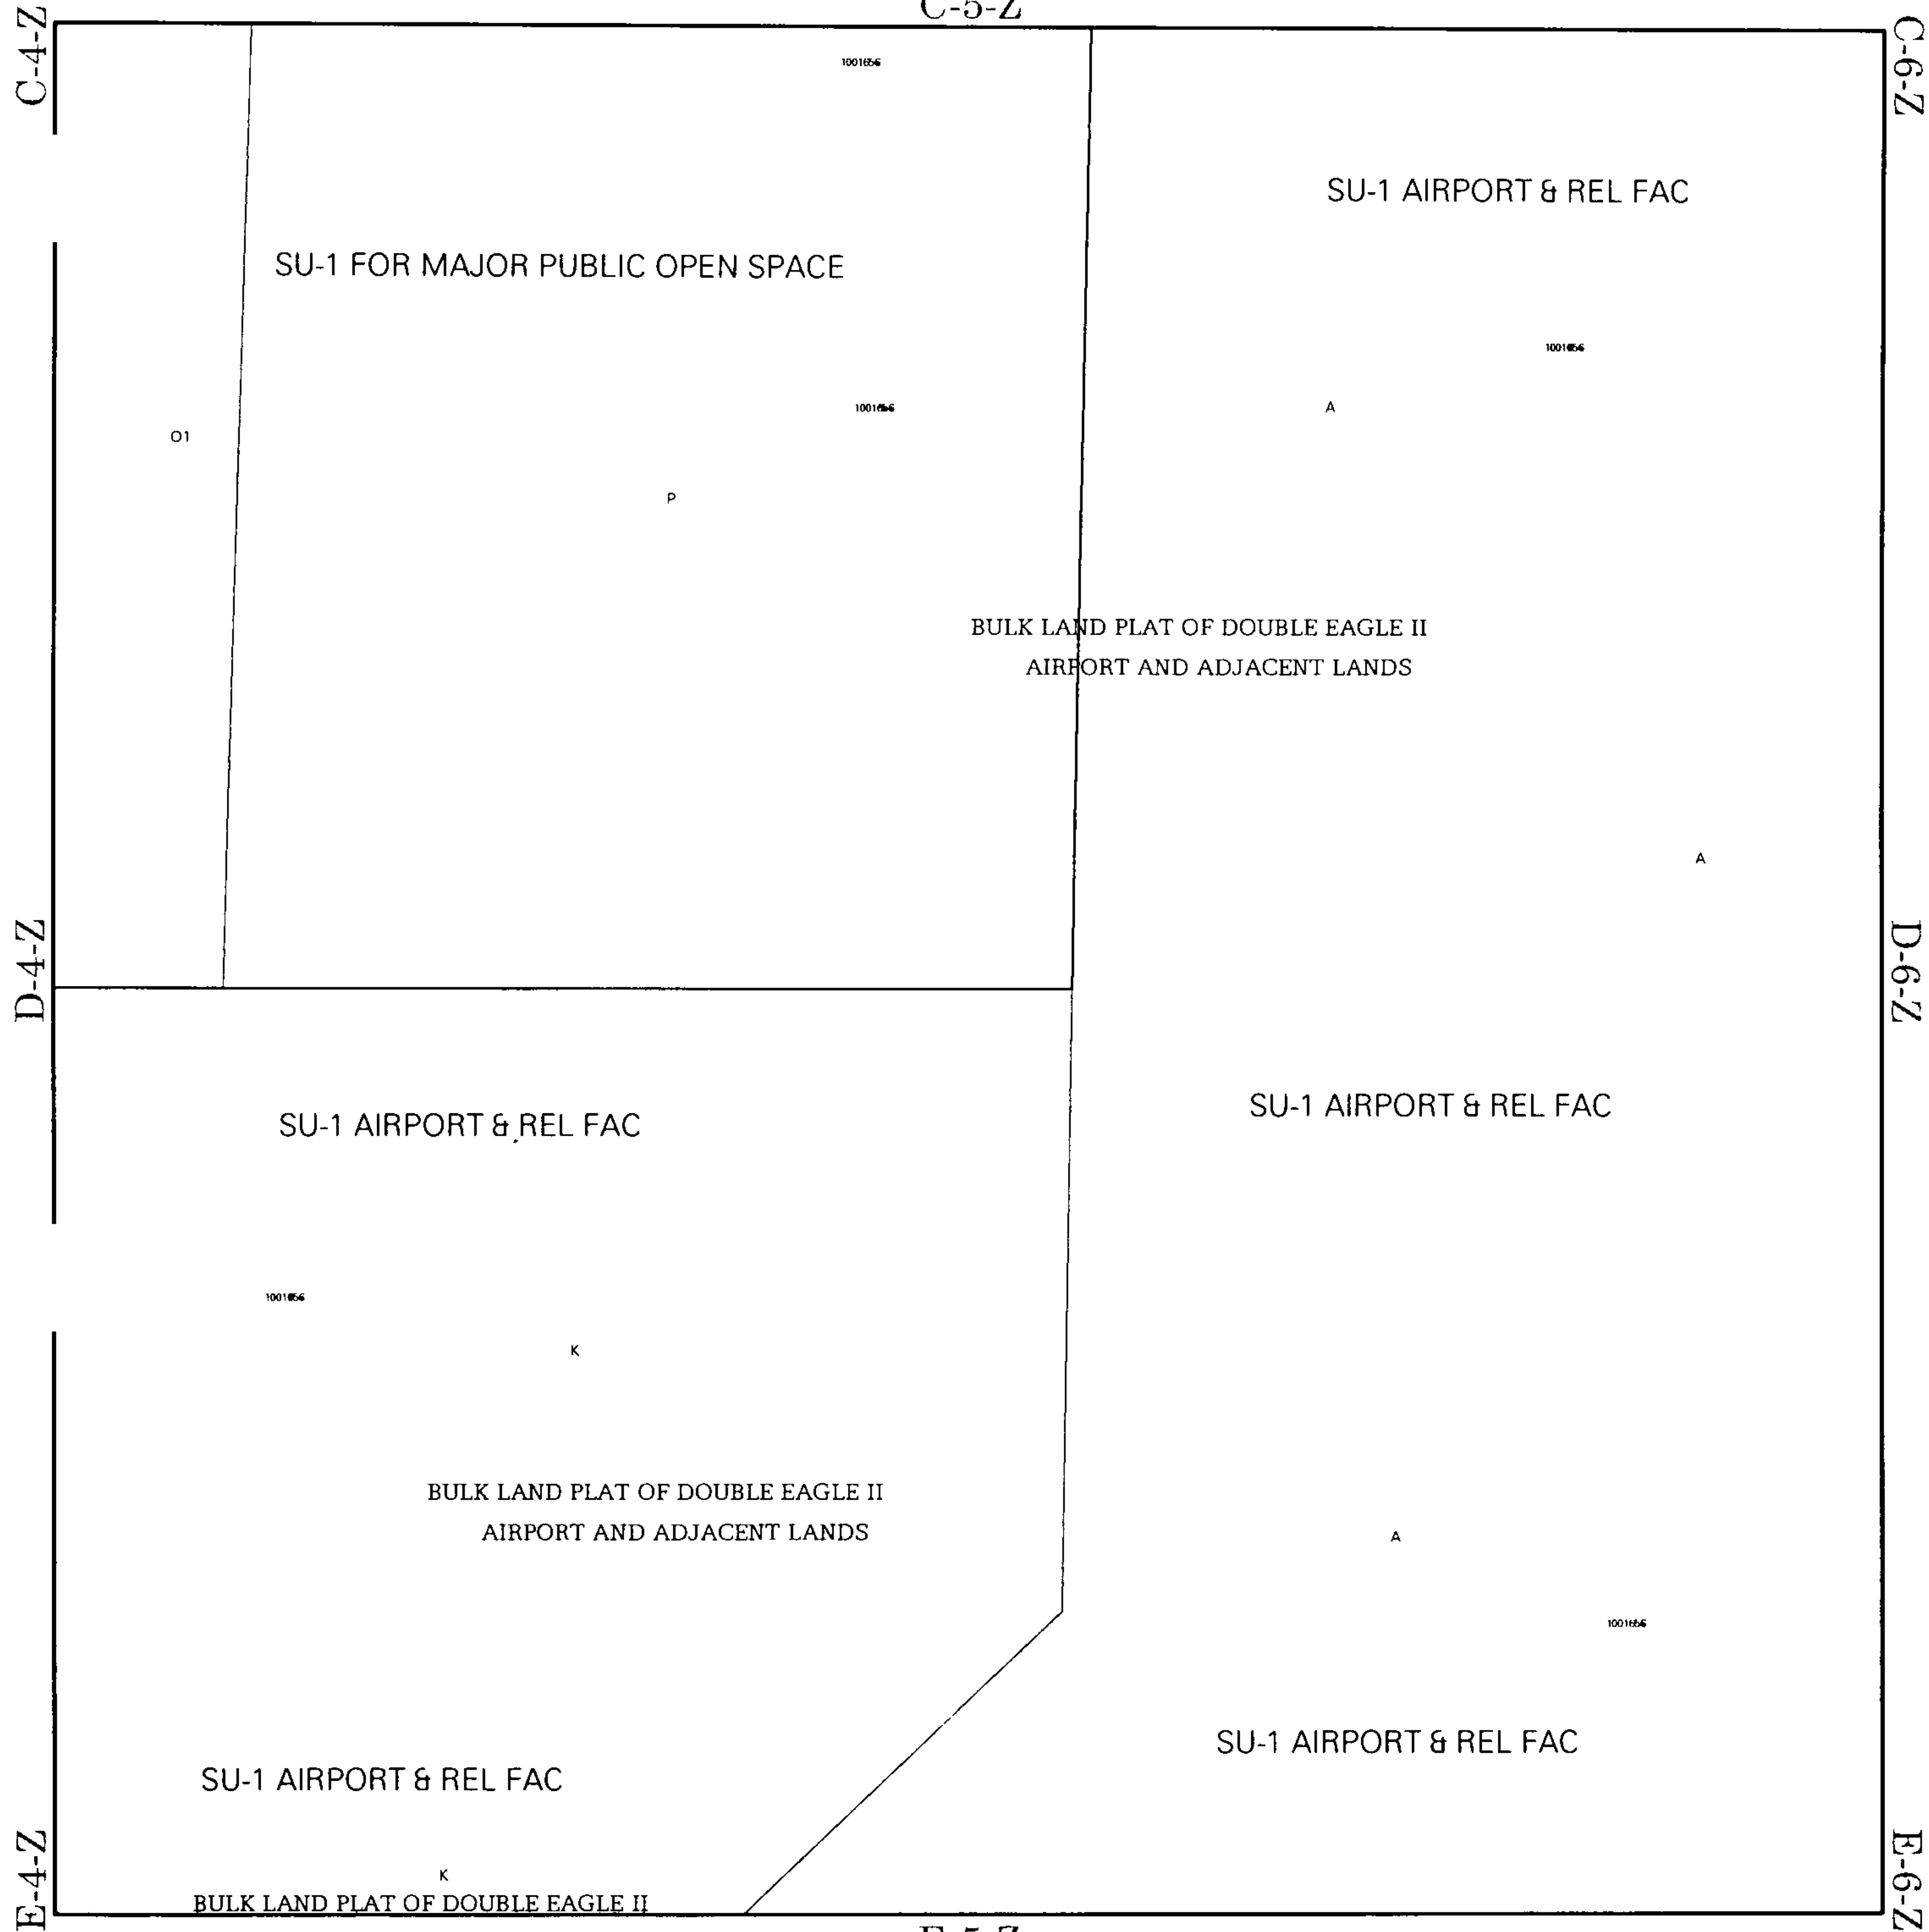 C-5-Z
C-4-Z
C-6-Z
1001656
SU-1 AIRPORT & REL FAC
SU-1 FOR MAJOR PUBLIC OPEN SPACE
1001656
1001656
A
O1
P
BULK LAND PLAT OF DOUBLE EAGLE II
AIRPORT AND ADJACENT LANDS
A
D-4-Z
D-6-Z
SU-1 AIRPORT & REL FAC
SU-1 AIRPORT & REL FAC
1001656
K
BULK LAND PLAT OF DOUBLE EAGLE II
AIRPORT AND ADJACENT LANDS
A
1001656
SU-1 AIRPORT & REL FAC
SU-1 AIRPORT & REL FAC
K
BULK LAND PLAT OF DOUBLE EAGLE II
E-4-Z
E-6-Z